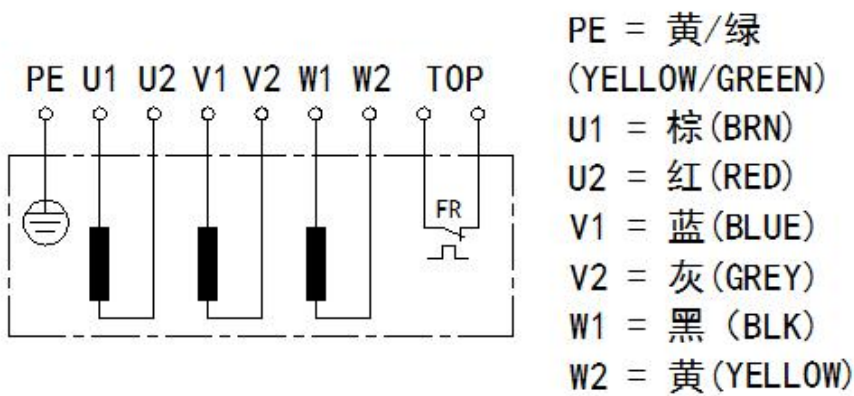 PE U1 U2 V1 V2 W1 W2 TOP
FR
PE = 黄/绿
(YELLOW/GREEN)
U1 = 棕(BRN)
U2 = 红(RED)
V1 = 蓝(BLUE)
V2 = 灰(GREY)
W1 = 黑 (BLK)
W2 = 黄(YELLOW)